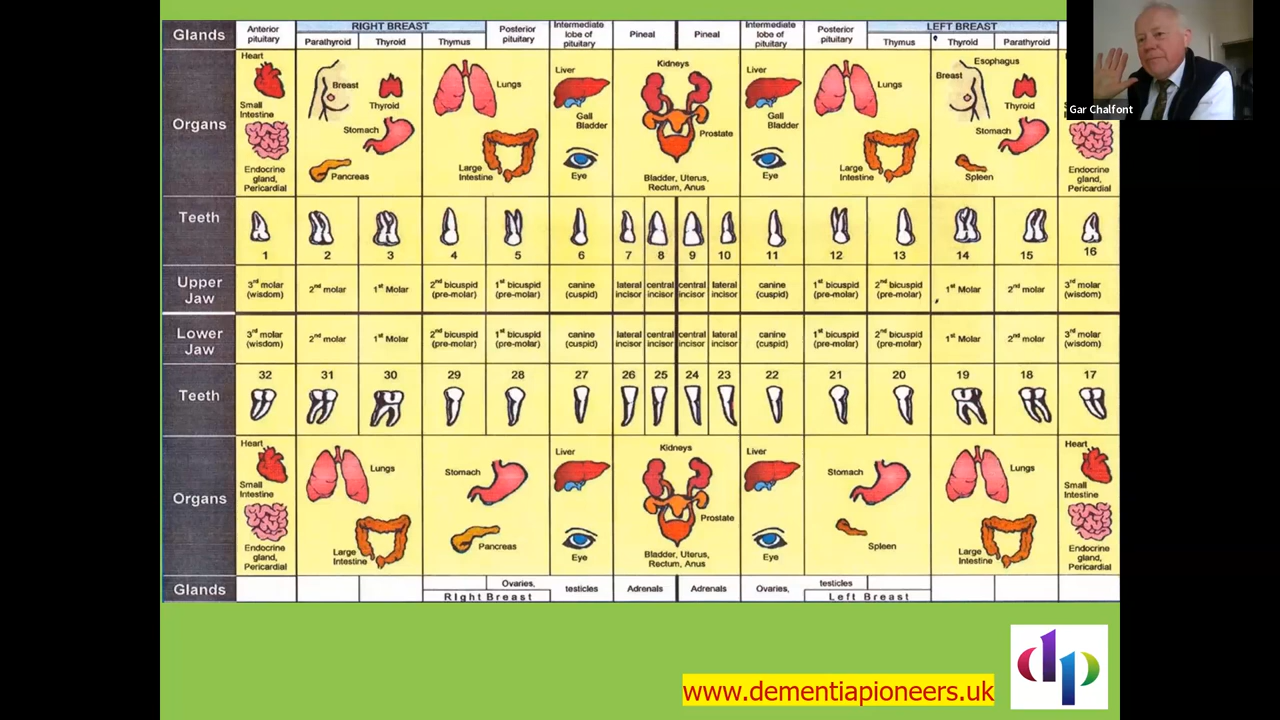 Glands
Anterior
pituitary
RIGHT BREAST
Parathyroid
Thyroid
Thymus
Posterior
pituitary
Intermediate
lobe of
pituitary
Pineal
Pineal
Intermediate
lobe of
pituitary
Posterior
pituitary
LEFT BREAST
Thymus
Thyroid
Parathyroid
Gar Chalfont
Organs
Heart
Small
Intestine
Endocrine
gland,
Pericardial
Breast
Thyroid
Stomach
Pancreas
Lungs
Large
Intestine
Liver
Gall
Bladder
Eye
Kidneys
Prostate
Bladder, Uterus,
Rectum, Anus
Liver
Gall
Bladder
Eye
Lungs
Large
Intestine
Esophagus
Breast
Thyroid
Stomach
Spleen
Endocrine
gland,
Pericardial
Teeth
1 2 3 4 5 6 7 8 9 10 11 12 13 14 15 16
Upper
Jaw
3rd molar
(wisdom)
2nd molar
1st Molar
2nd bicuspid
(pre-molar)
1st bicuspid
(pre-molar)
canine
(cuspid)
lateral
incisor
central
incisor
central
incisor
lateral
incisor
canine
(cuspid)
1st bicuspid
(pre-molar)
2nd bicuspid
(pre-molar)
1st Molar
2nd molar
3rd molar
(wisdom)
Lower
Jaw
3rd molar
(wisdom)
2nd molar
1st Molar
2nd bicuspid
(pre-molar)
1st bicuspid
(pre-molar)
canine
(cuspid)
lateral
incisor
central
incisor
central
incisor
lateral
incisor
canine
(cuspid)
1st bicuspid
(pre-molar)
2nd bicuspid
(pre-molar)
1st Molar
2nd molar
3rd molar
(wisdom)
Teeth
32 31 30 29 28 27 26 25 24 23 22 21 20 19 18 17
Organs
Heart
Small
Intestine
Endocrine
gland,
Pericardial
Lungs
Large
Intestine
Stomach
Pancreas
Liver
Eye
Kidneys
Prostate
Bladder, Uterus,
Rectum, Anus
Liver
Eye
Stomach
Spleen
Lungs
Large
Intestine
Heart
Small
Intestine
Endocrine
gland,
Pericardial
Glands
Ovaries,
Right Breast
testicles
Adrenals
Adrenals
Ovaries,
testicles
Left Breast
dp
www.dementiapioneers.uk